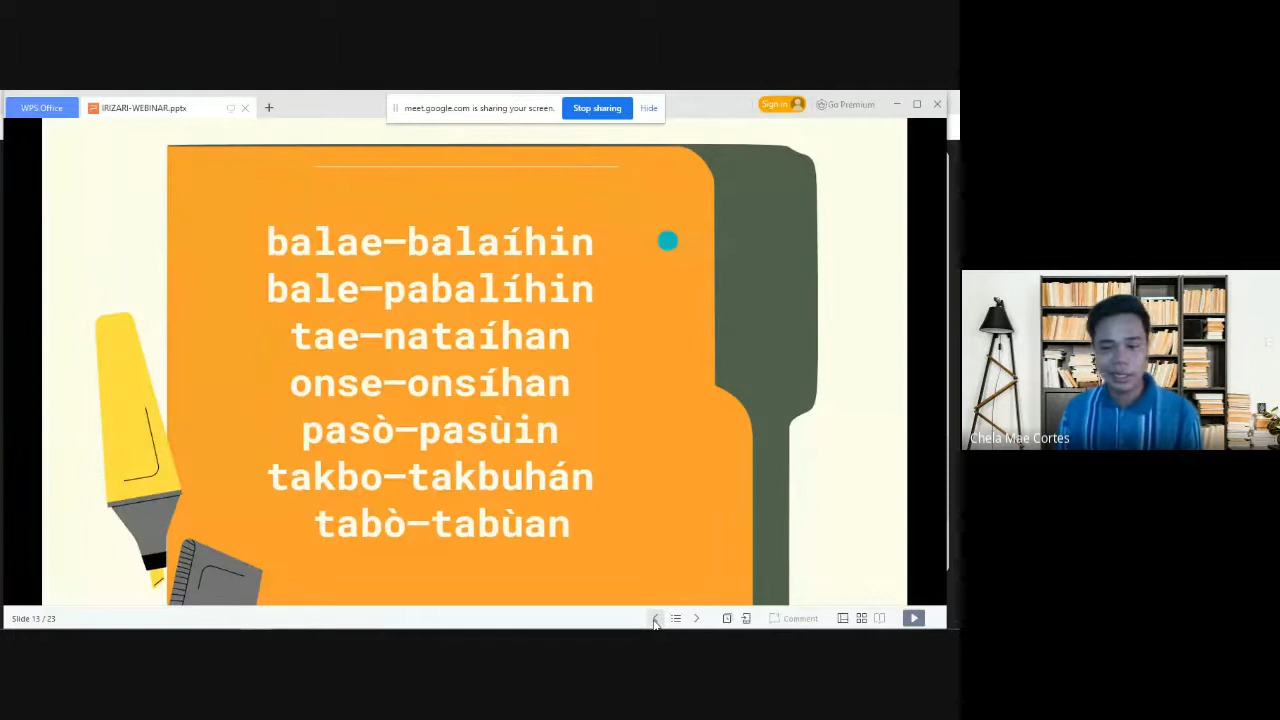 WPS Office
IRIZARI-WEBINAR.pptx
meet.google.com is sharing your screen.
Stop sharing
Hide
Sign in
Go Premium
balae–balaíhin
bale–pabalíhin
tae–nataíhan
onse–onsíhan
pasò–pasùin
takbo–takbuhán
tabò–tabùan
Chela Mae Cortes
Slide 13 / 23
Comment